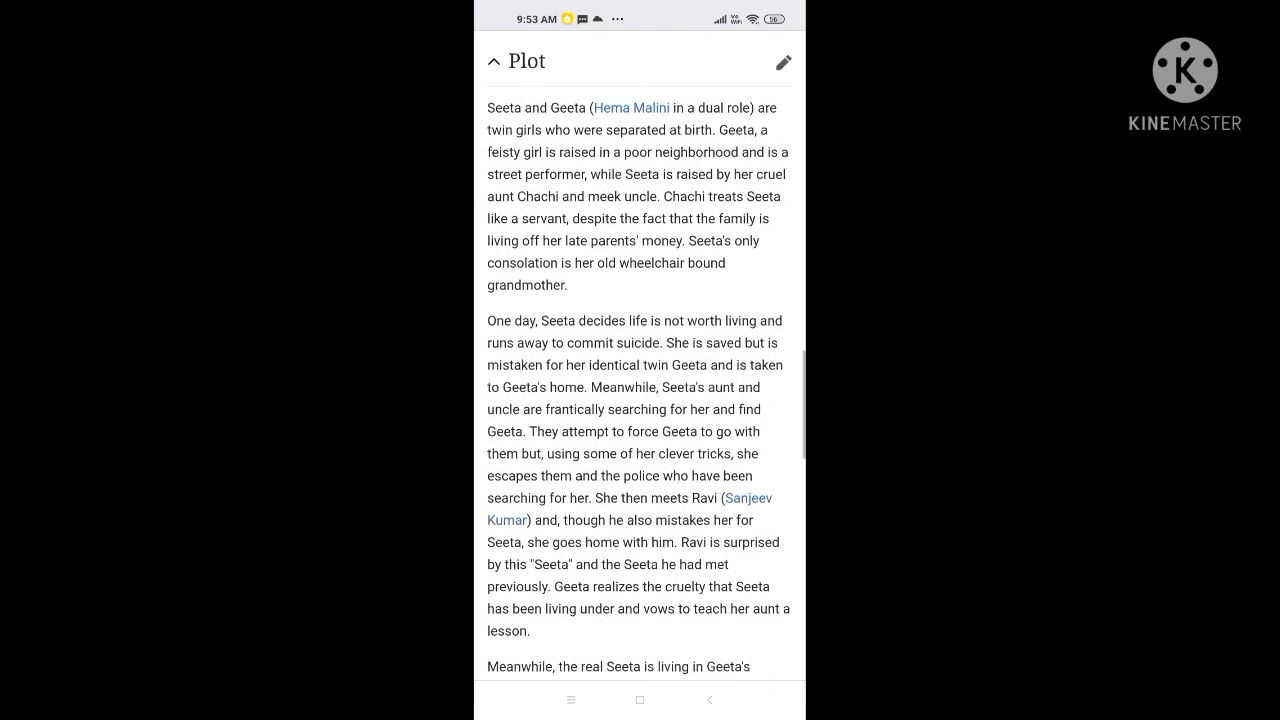 9:53 AM
Vo
WiFi
56
Plot
Seeta and Geeta (Hema Malini in a dual role) are
twin girls who were separated at birth. Geeta, a
feisty girl is raised in a poor neighborhood and is a
street performer, while Seeta is raised by her cruel
aunt Chachi and meek uncle. Chachi treats Seeta
like a servant, despite the fact that the family is
living off her late parents' money. Seeta's only
consolation is her old wheelchair bound
grandmother.
One day, Seeta decides life is not worth living and
runs away to commit suicide. She is saved but is
mistaken for her identical twin Geeta and is taken
to Geeta's home. Meanwhile, Seeta's aunt and
uncle are frantically searching for her and find
Geeta. They attempt to force Geeta to go with
them but, using some of her clever tricks, she
escapes them and the police who have been
searching for her. She then meets Ravi (Sanjeev
Kumar) and, though he also mistakes her for
Seeta, she goes home with him. Ravi is surprised
by this "Seeta" and the Seeta he had met
previously. Geeta realizes the cruelty that Seeta
has been living under and vows to teach her aunt a
lesson.
Meanwhile, the real Seeta is living in Geeta's
K
KINEMASTER